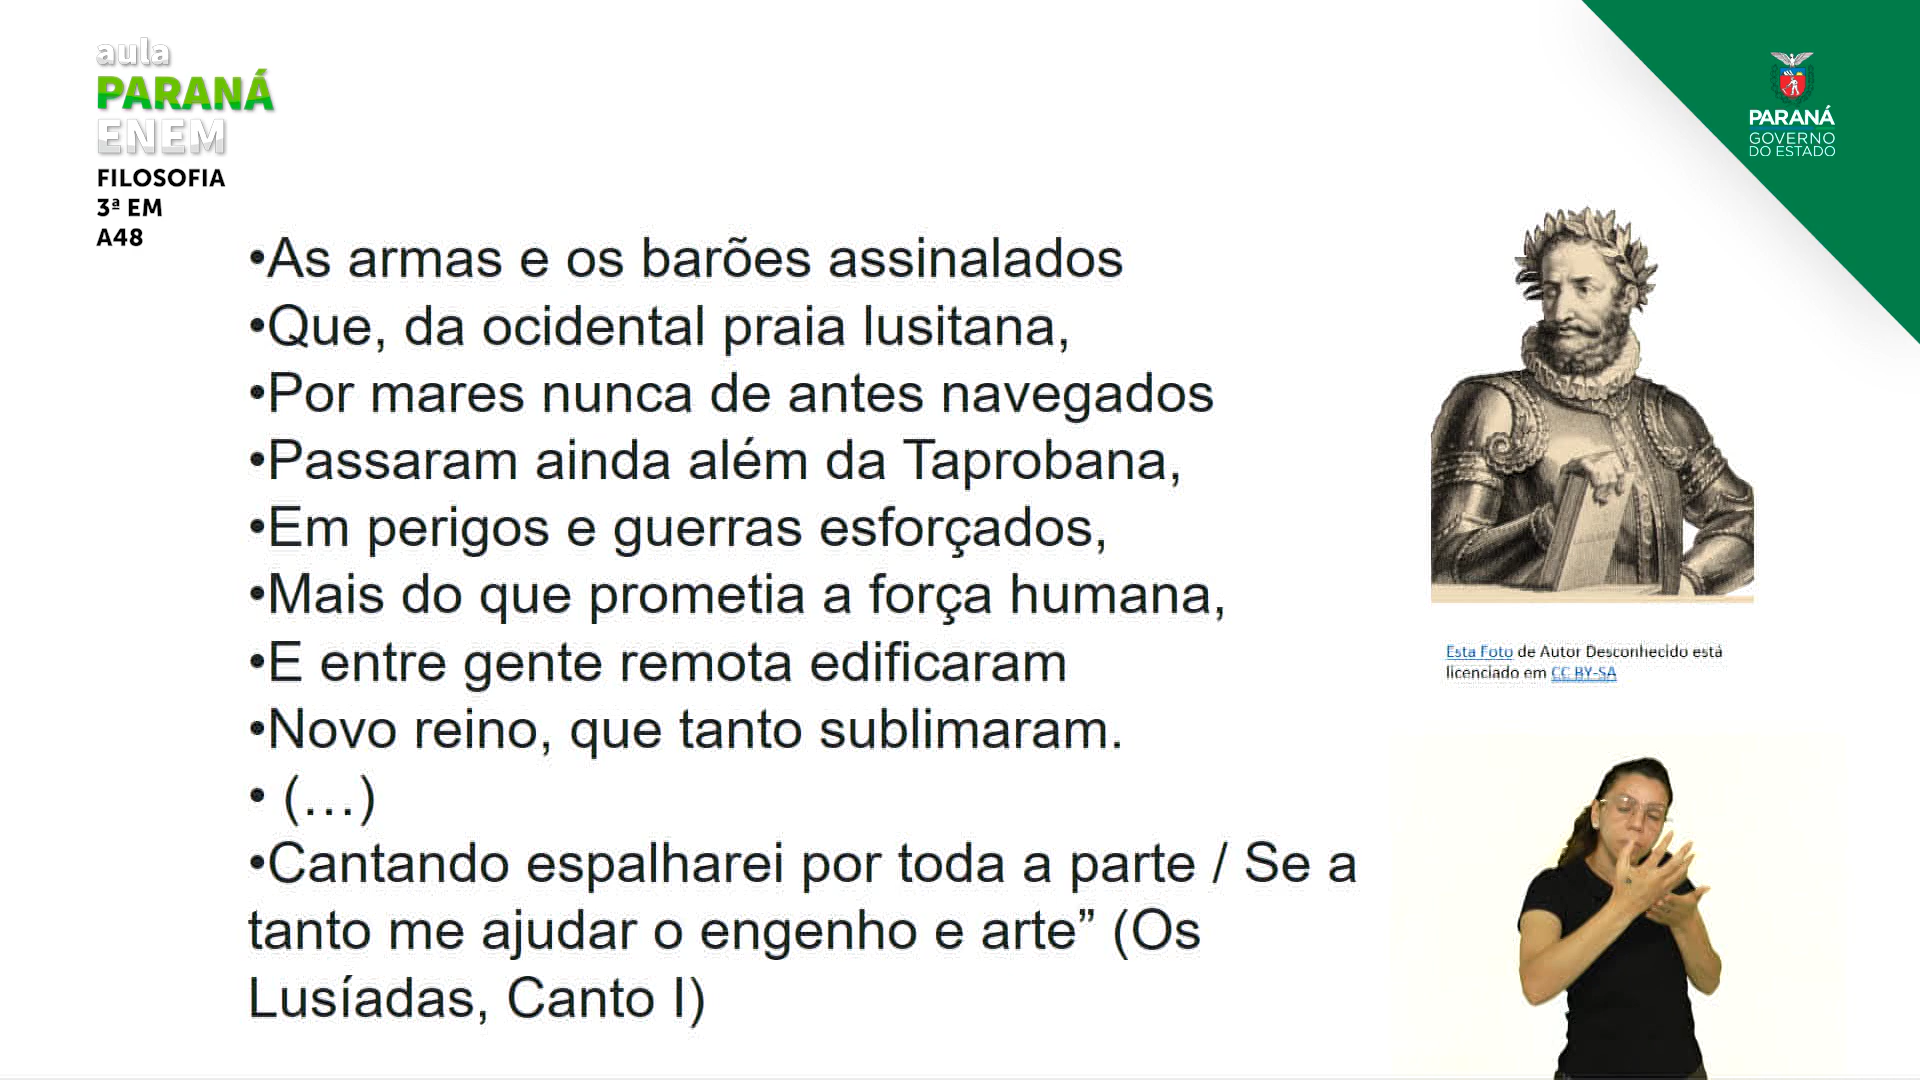 aula
PARANÁ
ENEM
FILOSOFIA
3ª EM
A48
PARANÁ
GOVERNO
DO ESTADO
•As armas e os barões assinalados
•Que, da ocidental praia lusitana,
•Por mares nunca de antes navegados
•Passaram ainda além da Taprobana,
•Em perigos e guerras esforçados,
•Mais do que prometia a força humana,
•E entre gente remota edificaram
•Novo reino, que tanto sublimaram.
• (…)
•Cantando espalharei por toda a parte / Se a
tanto me ajudar o engenho e arte” (Os
Lusíadas, Canto I)
Esta Foto de Autor Desconhecido está
licenciado em CC BY-SA